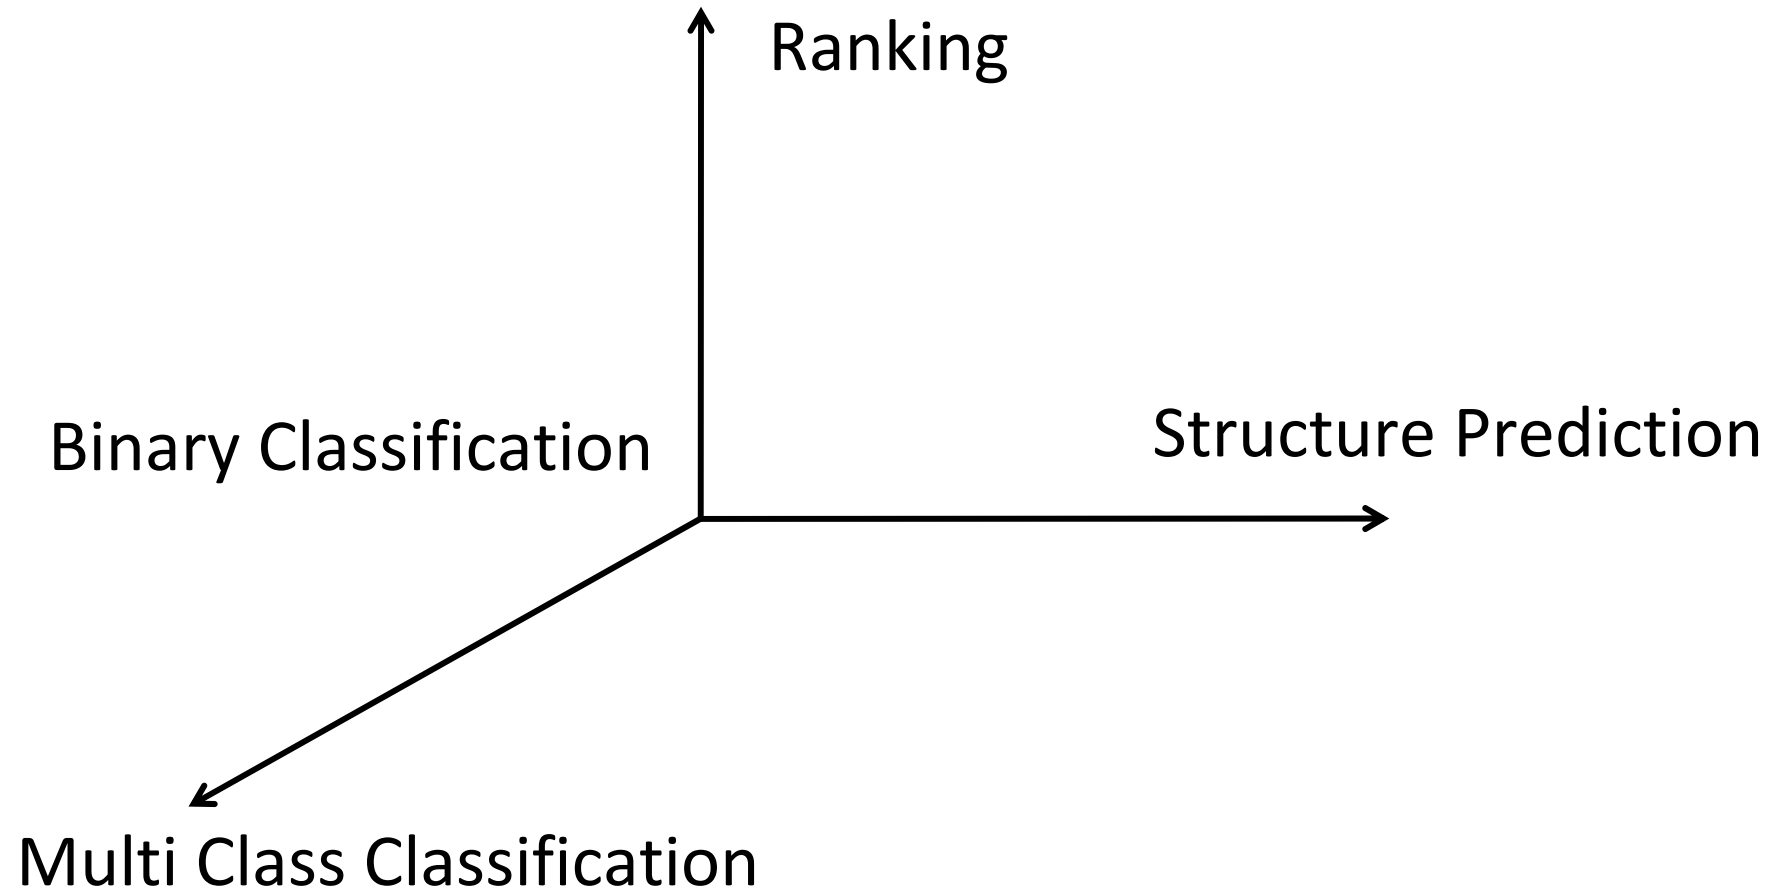 Ranking
Binary Classification
Structure Prediction
Multi Class Classification